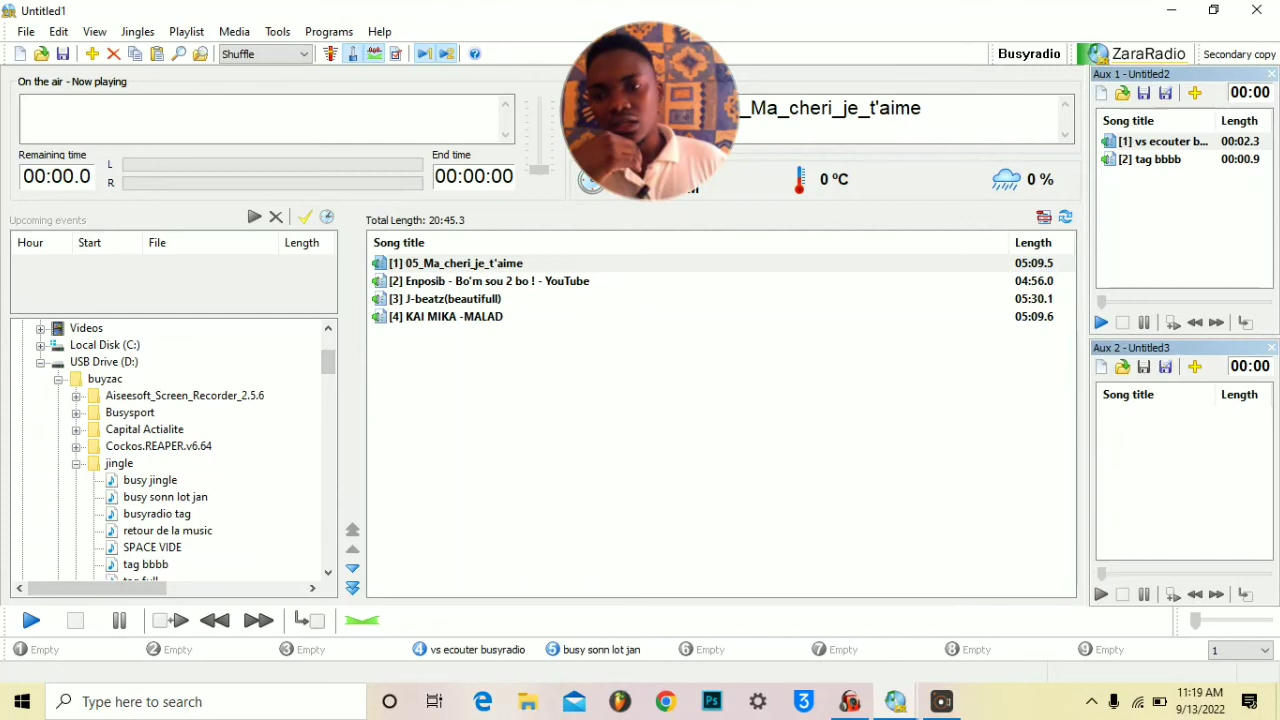 Untitled1
File Edit View Jingles Playlist Media Tools Programs Help
Shuffle
Busyradio
ZaraRadio
Secondary copy
On the air - Now playing
_Ma_cheri_je_t'aime
Remaining time
L
R
End time
00:00.0
00:00:00
0 ºC
0 %
Upcoming events
Hour Start File Length
Total Length: 20:45.3
Song title Length
[1] 05_Ma_cheri_je_t'aime 05:09.5
[2] Enposib - Bo'm sou 2 bo ! - YouTube 04:56.0
[3] J-beatz(beautifull) 05:30.1
[4] KAI MIKA -MALAD 05:09.6
Videos
Local Disk (C:)
USB Drive (D:)
buyzac
Aiseesoft_Screen_Recorder_2.5.6
Busysport
Capital Actialite
Cockos.REAPER.v6.64
jingle
busy jingle
busy sonn lot jan
busyradio tag
retour de la music
SPACE VIDE
tag bbbb
tag full
Aux 1 - Untitled2
00:00
Song title Length
[1] vs ecouter b... 00:02.3
[2] tag bbbb 00:00.9
Aux 2 - Untitled3
00:00
Song title Length
1 Empty 2 Empty 3 Empty 4 vs ecouter busyradio 5 busy sonn lot jan 6 Empty 7 Empty 8 Empty 9 Empty 1
Type here to search
Ps
3
11:19 AM
9/13/2022